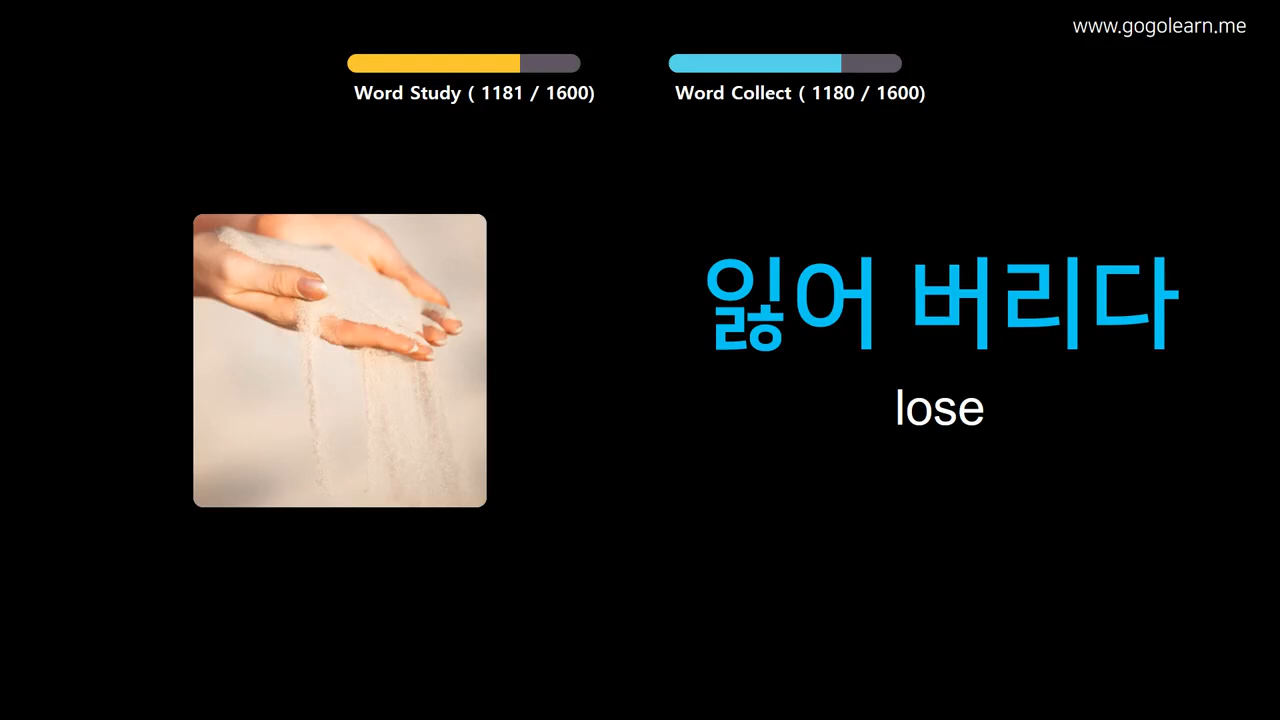 www.gogolearn.me
Word Study ( 1181 / 1600)
Word Collect ( 1180 / 1600)
잃어 버리다
lose